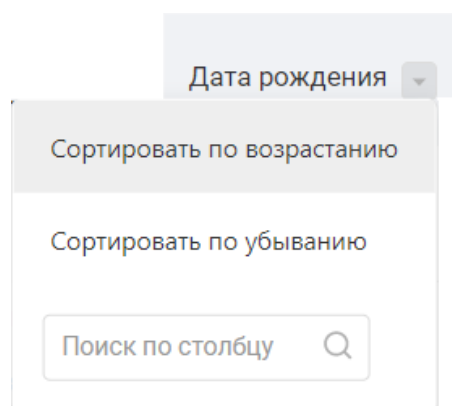 Дата рождения
Сортировать по возрастанию
Сортировать по убыванию
Поиск по столбцу